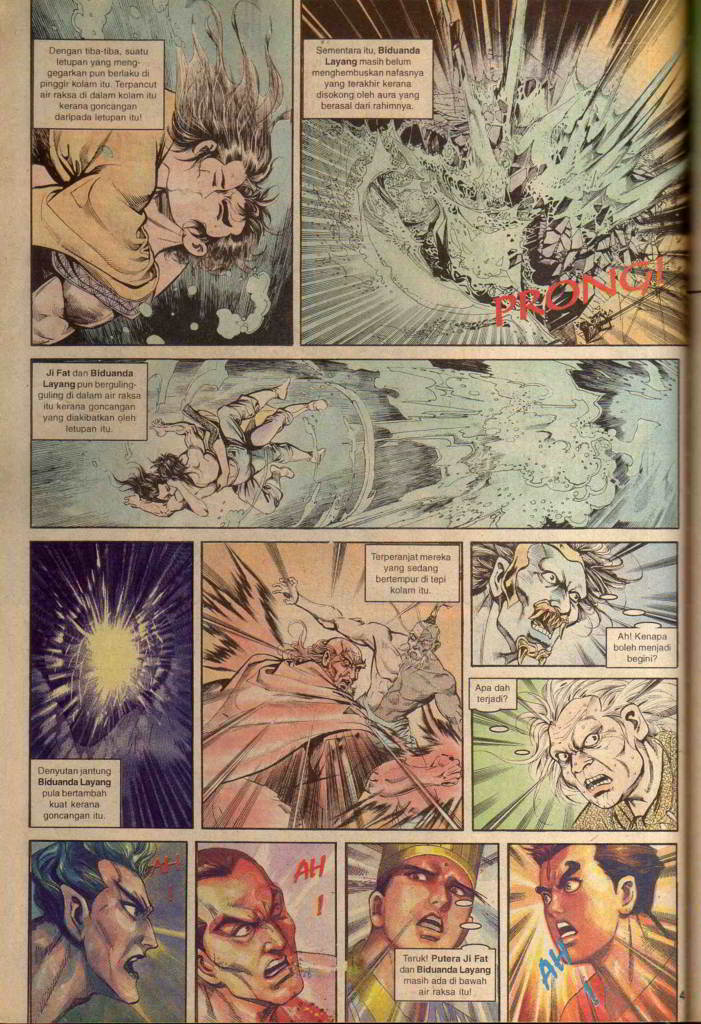 Dengan tiba-tiba, suatu
letupan yang meng-
gegarkan pun berlaku di
pinggir kolam itu. Terpancut
air raksa di dalam kolam itu
kerana goncangan
daripada letupan itu!
Sementara itu, Biduanda
Layang masih belum
menghembuskan nafasnya
yang terakhir kerana
disokong oleh aura yang
berasal dari rahimnya.
PRONG!
Ji Fat dan Biduanda
Layang pun berguling-
guling di dalam air raksa
itu kerana goncangan
yang diakibatkan oleh
letupan itu.
Denyutan jantung
Biduanda Layang
pula bertambah
kuat kerana
goncangan itu.
Terperanjat mereka
yang sedang
bertempur di tepi
kolam itu.
Ah! Kenapa
boleh menjadi
begini?
Apa dah
terjadi?
AH
!
AH
!
Teruk! Putera Ji Fat
dan Biduanda Layang
masih ada di bawah
air raksa itu!
AH
!
4